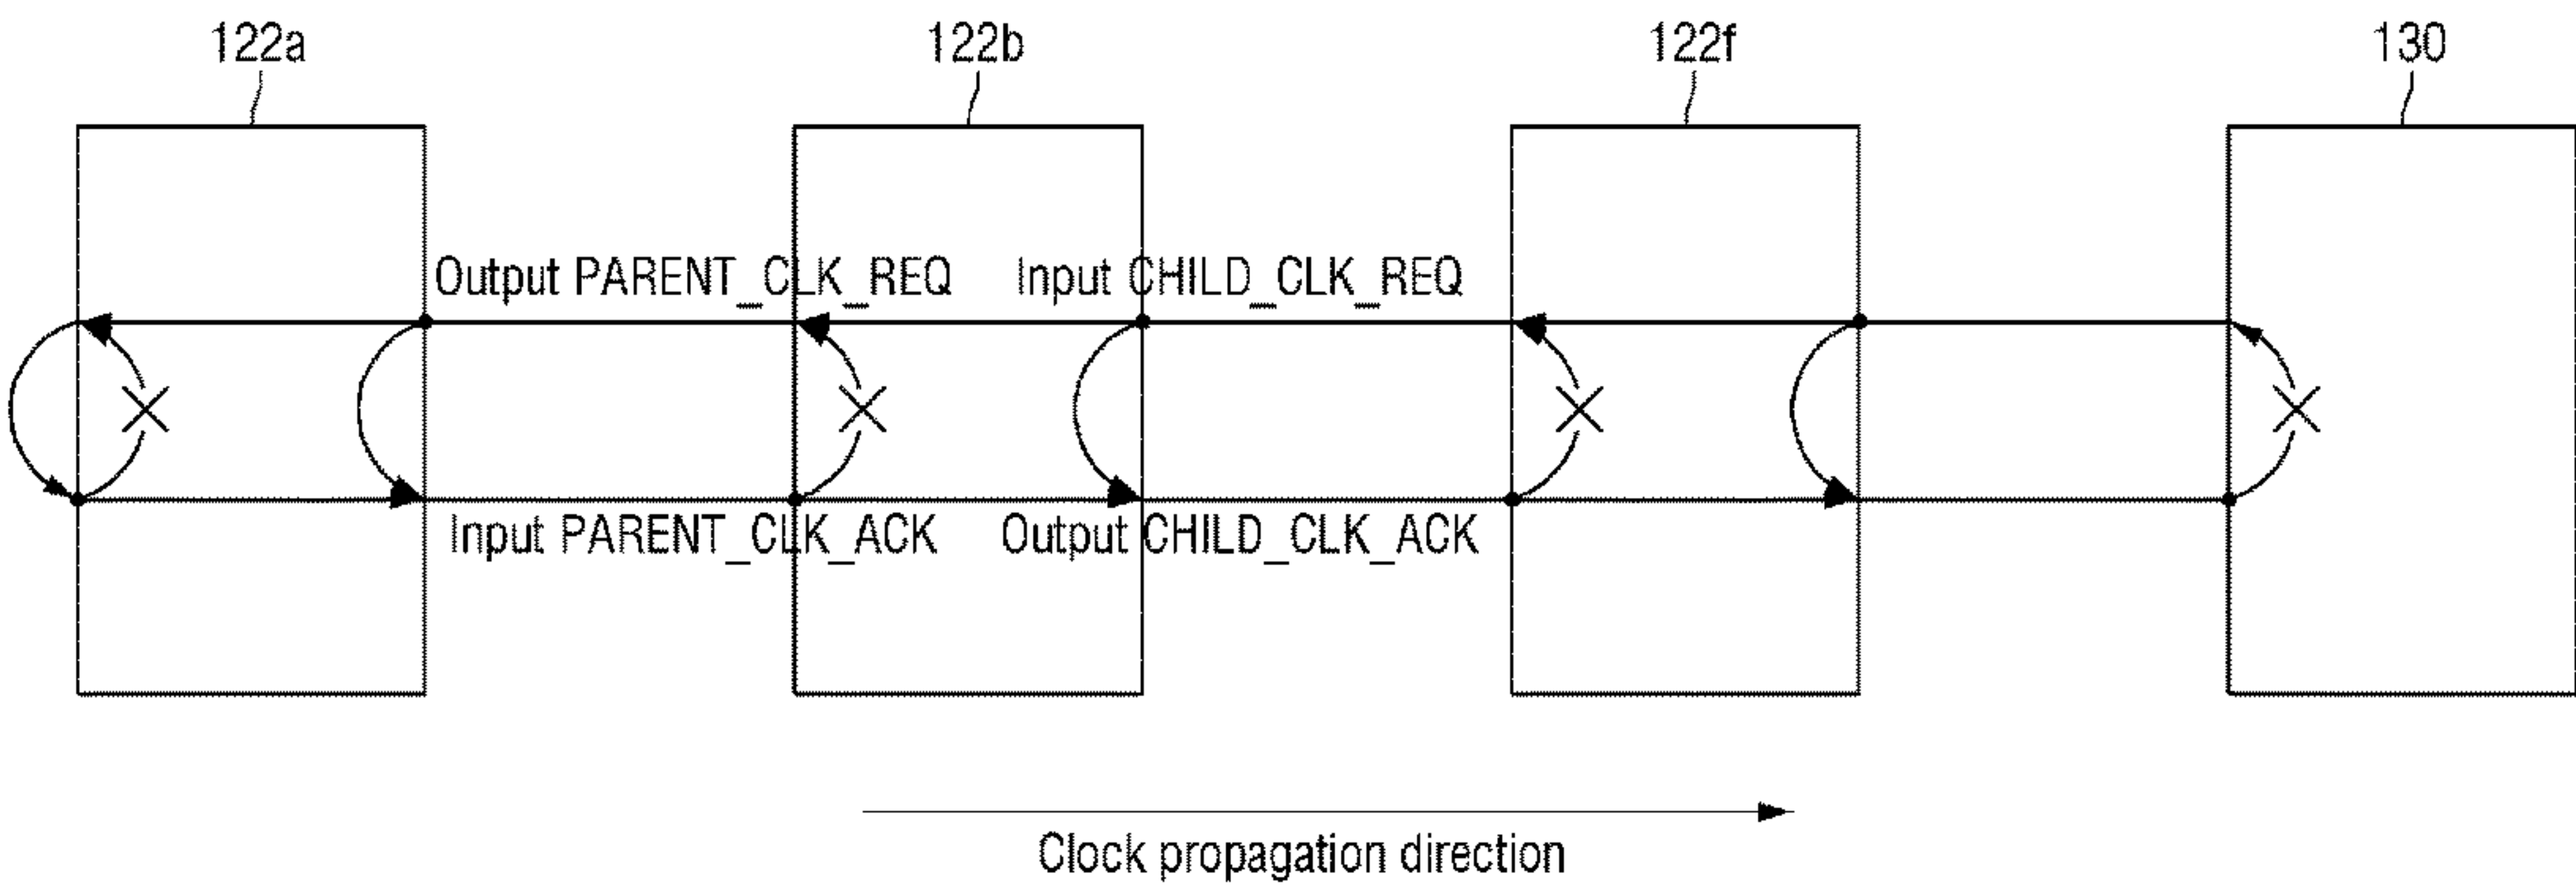 122a
122b
122f
130
Output PARENT_CLK_REQ
Input CHILD_CLK_REQ
Input PARENT_CLK_ACK
Output CHILD_CLK_ACK
Clock propagation direction